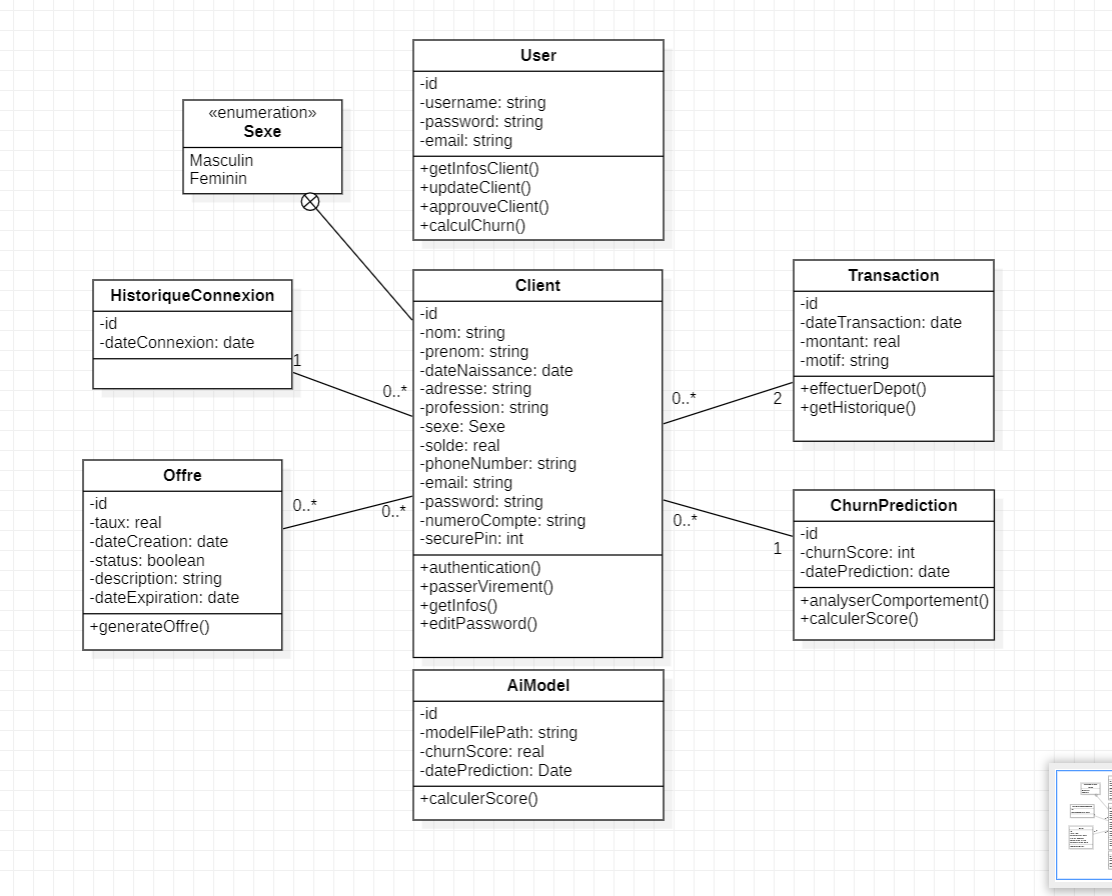 User
-id
-username: string
-password: string
-email: string
+getInfosClient()
+updateClient()
+approuveClient()
+calculChurn()
«enumeration»
Sexe
Masculin
Feminin
HistoriqueConnexion
-id
-dateConnexion: date
1
0..*
Client
-id
-nom: string
-prenom: string
-dateNaissance: date
-adresse: string
-profession: string
-sexe: Sexe
-solde: real
-phoneNumber: string
-email: string
-password: string
-numeroCompte: string
-securePin: int
+authentication()
+passerVirement()
+getInfos()
+editPassword()
Transaction
-id
-dateTransaction: date
-montant: real
-motif: string
+effectuerDepot()
+getHistorique()
0..*
2
Offre
-id
-taux: real
-dateCreation: date
-status: boolean
-description: string
-dateExpiration: date
+generateOffre()
0..*
0..*
ChurnPrediction
-id
-churnScore: int
-datePrediction: date
+analyserComportement()
+calculerScore()
0..*
1
AiModel
-id
-modelFilePath: string
-churnScore: real
-datePrediction: Date
+calculerScore()